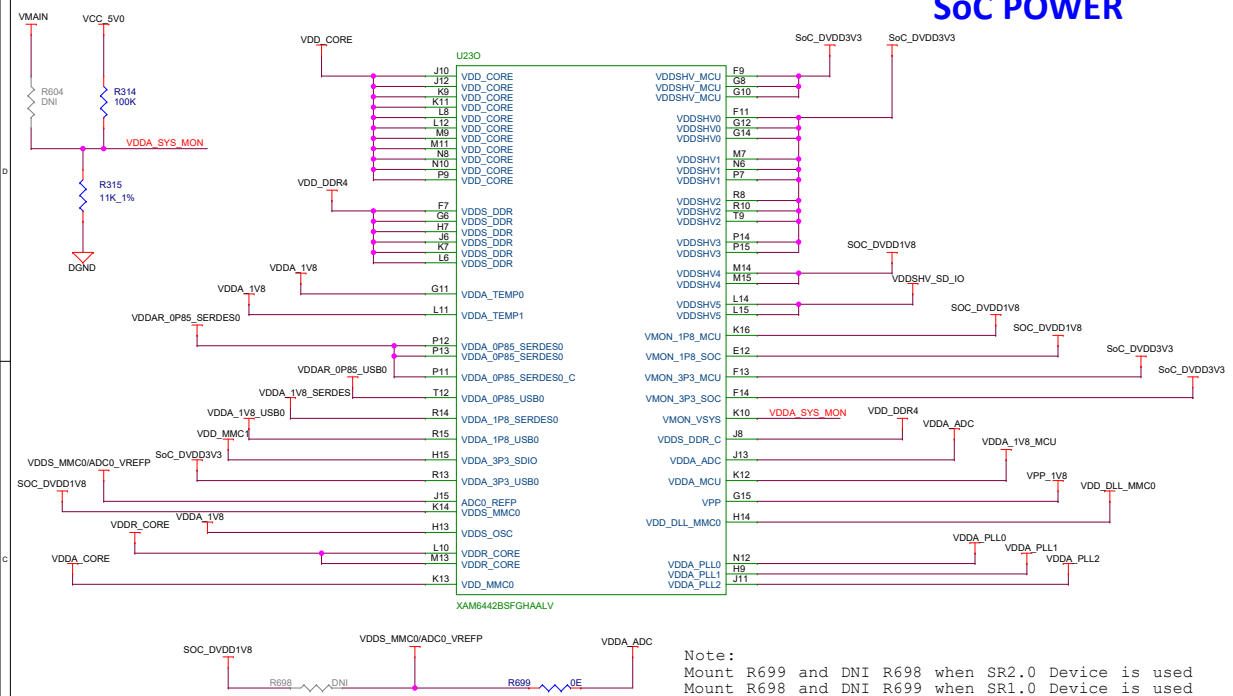 SoC POWER
VMAIN
VCC_5V0
R604
DNI
R314
100K
VDDA_SYS_MON
R315
11K_1%
DGND
D
C
VDD_CORE
U23O
SoC_DVDD3V3
SoC_DVDD3V3
J10 VDD_CORE
J12 VDD_CORE
K9 VDD_CORE
K11 VDD_CORE
L8 VDD_CORE
L12 VDD_CORE
M9 VDD_CORE
M11 VDD_CORE
N8 VDD_CORE
N10 VDD_CORE
P9 VDD_CORE
VDD_DDR4
F7 VDDS_DDR
G6 VDDS_DDR
H7 VDDS_DDR
J6 VDDS_DDR
K7 VDDS_DDR
L6 VDDS_DDR
VDDA_1V8
G11 VDDA_TEMP0
VDDA_1V8
L11 VDDA_TEMP1
VDDAR_0P85_SERDES0
P12 VDDA_0P85_SERDES0
P13 VDDA_0P85_SERDES0
P11 VDDA_0P85_SERDES0_C
VDDAR_0P85_USB0
T12 VDDA_0P85_USB0
VDDA_1V8_SERDES
R14 VDDA_1P8_SERDES0
VDDA_1V8_USB0
R15 VDDA_1P8_USB0
VDD_MMC1
H15 VDDA_3P3_SDIO
SoC_DVDD3V3
R13 VDDA_3P3_USB0
VDDS_MMC0/ADC0_VREFP
J15 ADC0_REFP
SOC_DVDD1V8
K14 VDDS_MMC0
VDDA_1V8
H13 VDDS_OSC
VDDR_CORE
L10 VDDR_CORE
M13 VDDR_CORE
VDDA_CORE
K13 VDD_MMC0
VDDSHV_MCU F9
VDDSHV_MCU G8
VDDSHV_MCU G10
VDDSHV0 F11
VDDSHV0 G12
VDDSHV0 G14
VDDSHV1 M7
VDDSHV1 N6
VDDSHV1 P7
VDDSHV2 R8
VDDSHV2 R10
VDDSHV2 T9
VDDSHV3 P14
VDDSHV3 P15
SOC_DVDD1V8
VDDSHV4 M14
VDDSHV4 M15
VDDSHV_SD_IO
VDDSHV5 L14
VDDSHV5 L15
SOC_DVDD1V8
VMON_1P8_MCU K16
SOC_DVDD1V8
VMON_1P8_SOC E12
SoC_DVDD3V3
VMON_3P3_MCU F13
SoC_DVDD3V3
VMON_3P3_SOC F14
VMON_VSYS K10 VDDA_SYS_MON
VDD_DDR4
VDDS_DDR_C J8
VDDA_ADC
VDDA_ADC J13
VDDA_1V8_MCU
VDDA_MCU K12
VPP_1V8
VPP G15
VDD_DLL_MMC0
VDD_DLL_MMC0 H14
VDDA_PLL0
VDDA_PLL0 N12
VDDA_PLL1
VDDA_PLL1 H9
VDDA_PLL2
VDDA_PLL2 J11
XAM6442BSFGHAALV
SOC_DVDD1V8
VDDS_MMC0/ADC0_VREFP
VDDA_ADC
R698 DNI
R699 0E
Note:
Mount R699 and DNI R698 when SR2.0 Device is used
Mount R698 and DNI R699 when SR1.0 Device is used